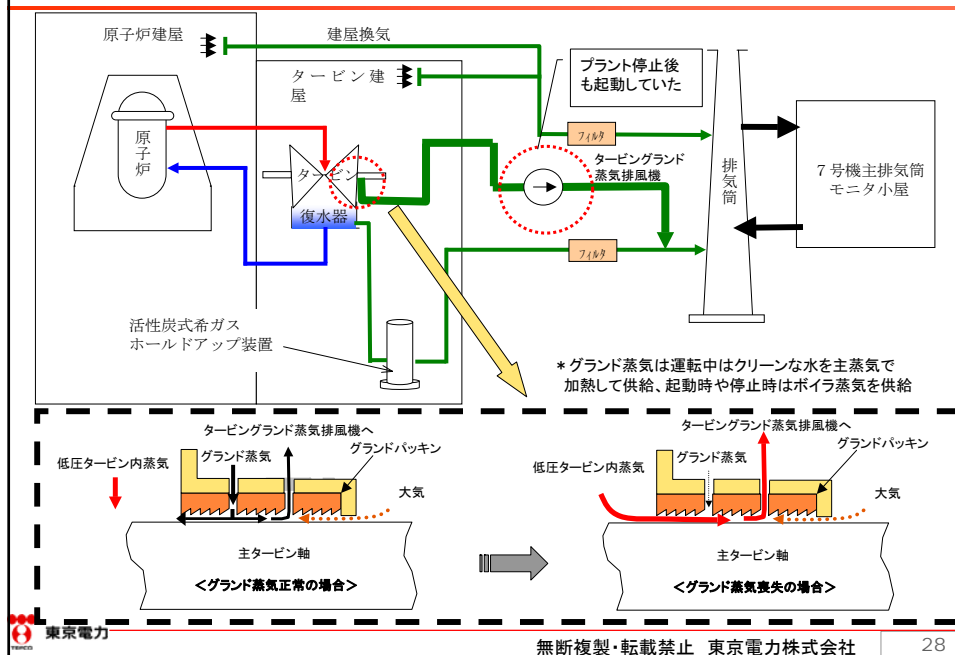 原子炉建屋
建屋換気
タービン建
屋
プラント停止後
も起動していた
原子炉
タービン
復水器
フィルタ
タービングランド
蒸気排風機
排気筒
7号機主排気筒
モニタ小屋
フィルタ
活性炭式希ガス
ホールドアップ装置
*グランド蒸気は運転中はクリーンな水を主蒸気で
加熱して供給、起動時や停止時はボイラ蒸気を供給
タービングランド蒸気排風機へ
グランド蒸気
グランドパッキン
低圧タービン内蒸気
大気
主タービン軸
<グランド蒸気正常の場合>
タービングランド蒸気排風機へ
グランド蒸気
グランドパッキン
低圧タービン内蒸気
大気
主タービン軸
<グランド蒸気喪失の場合>
TEPCO
東京電力
無断複製・転載禁止 東京電力株式会社
28